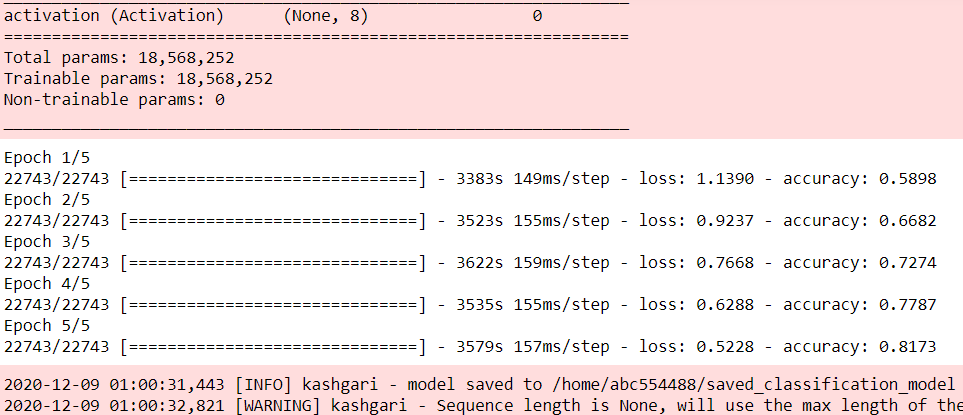 activation (Activation) (None, 8) 0
=================================================================
Total params: 18,568,252
Trainable params: 18,568,252
Non-trainable params: 0
_________________________________________________________________
Epoch 1/5
22743/22743 [==============================] - 3383s 149ms/step - loss: 1.1390 - accuracy: 0.5898
Epoch 2/5
22743/22743 [==============================] - 3523s 155ms/step - loss: 0.9237 - accuracy: 0.6682
Epoch 3/5
22743/22743 [==============================] - 3622s 159ms/step - loss: 0.7668 - accuracy: 0.7274
Epoch 4/5
22743/22743 [==============================] - 3535s 155ms/step - loss: 0.6288 - accuracy: 0.7787
Epoch 5/5
22743/22743 [==============================] - 3579s 157ms/step - loss: 0.5228 - accuracy: 0.8173
2020-12-09 01:00:31,443 [INFO] kashgari - model saved to /home/abc554488/saved_classification_model
2020-12-09 01:00:32,821 [WARNING] kashgari - Sequence length is None, will use the max length of the